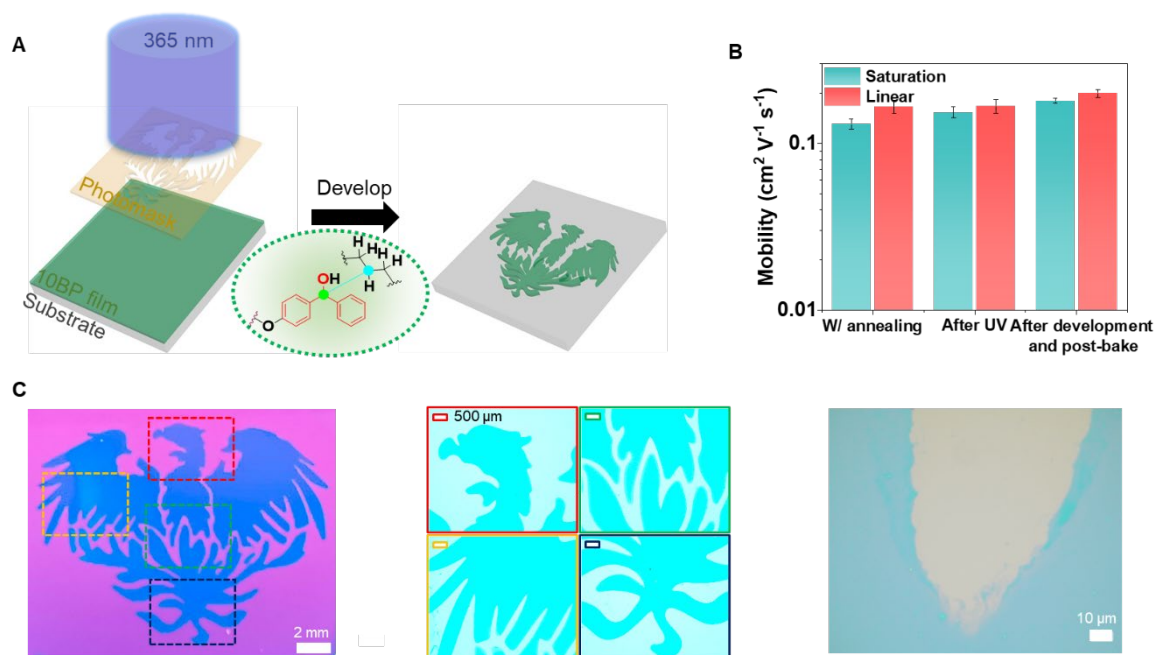 A
365 nm
Photomask
10BP film
Substrate
Develop
H
H H
H H
OH
H
O
B
Saturation
Linear
Mobility (cm² V⁻¹ s⁻¹)
0.1
0.01
W/ annealing
After UV
After development
and post-bake
C
2 mm
500 µm
10 µm